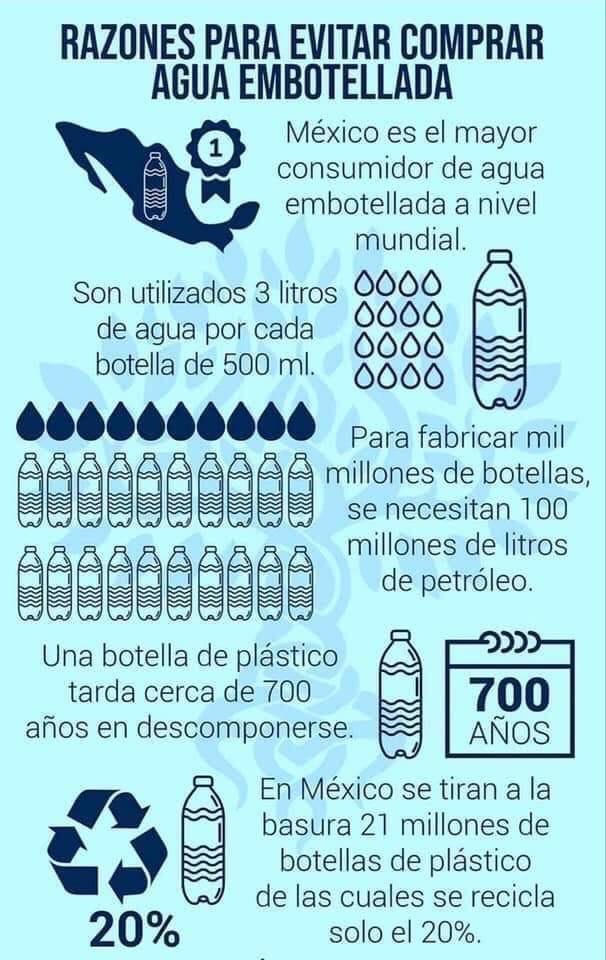 RAZONES PARA EVITAR COMPRAR
AGUA EMBOTELLADA
1
México es el mayor
consumidor de agua
embotellada a nivel
mundial.
Son utilizados 3 litros
de agua por cada
botella de 500 ml.
Para fabricar mil
millones de botellas,
se necesitan 100
millones de litros
de petróleo.
Una botella de plástico
tarda cerca de 700
años en descomponerse.
700
AÑOS
En México se tiran a la
basura 21 millones de
botellas de plástico
de las cuales se recicla
solo el 20%.
20%